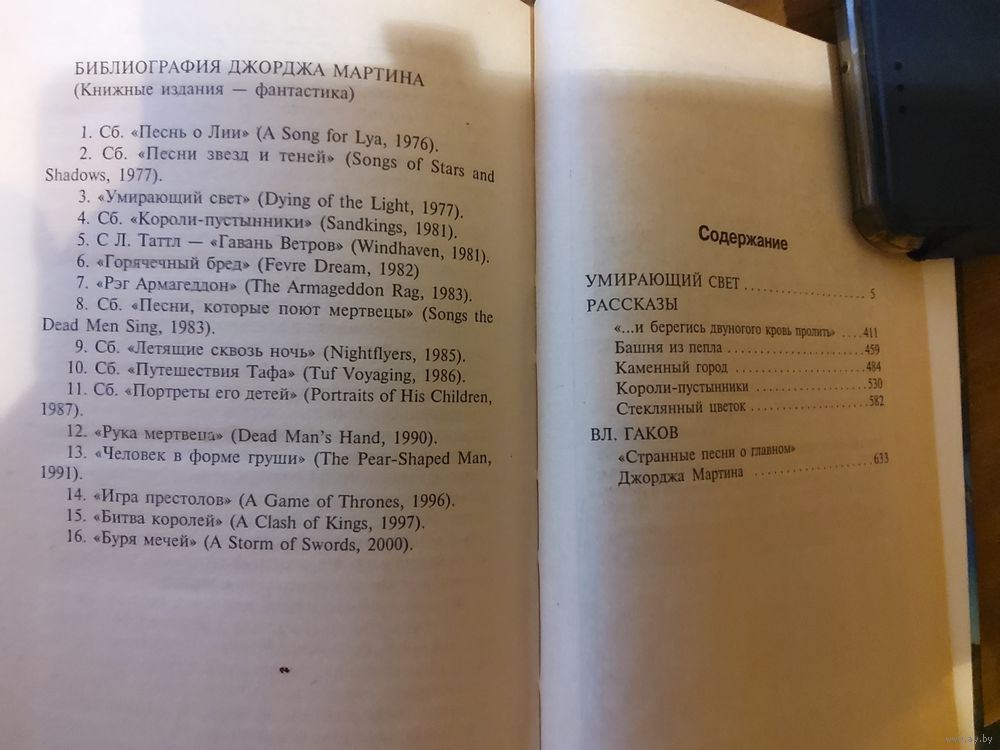 БИБЛИОГРАФИЯ ДЖОРДЖА МАРТИНА
(Книжные издания — фантастика)
1. Сб. «Песнь о Лии» (A Song for Lya, 1976).
2. Сб. «Песни звезд и теней» (Songs of Stars and
Shadows, 1977).
3. «Умирающий свет» (Dying of the Light, 1977).
4. Сб. «Короли-пустынники» (Sandkings, 1981).
5. С Л. Таттл — «Гавань Ветров» (Windhaven, 1981).
6. «Горячечный бред» (Fevre Dream, 1982)
7. «Рэг Армагеддон» (The Armageddon Rag, 1983).
8. Сб. «Песни, которые поют мертвецы» (Songs the
Dead Men Sing, 1983).
9. Сб. «Летящие сквозь ночь» (Nightflyers, 1985).
10. Сб. «Путешествия Тафа» (Tuf Voyaging, 1986).
11. Сб. «Портреты его детей» (Portraits of His Children,
1987).
12. «Рука мертвеца» (Dead Man's Hand, 1990).
13. «Человек в форме груши» (The Pear-Shaped Man,
1991).
14. «Игра престолов» (A Game of Thrones, 1996).
15. «Битва королей» (A Clash of Kings, 1997).
16. «Буря мечей» (A Storm of Swords, 2000).
Содержание
УМИРАЮЩИЙ СВЕТ .................. 5
РАССКАЗЫ
«...и берегись двуногого кровь пролить» ....411
Башня из пепла ....................459
Каменный город ...................484
Короли-пустынники ................530
Стеклянный цветок ................582
ВЛ. ГАКОВ
«Странные песни о главном»
Джорджа Мартина .................633